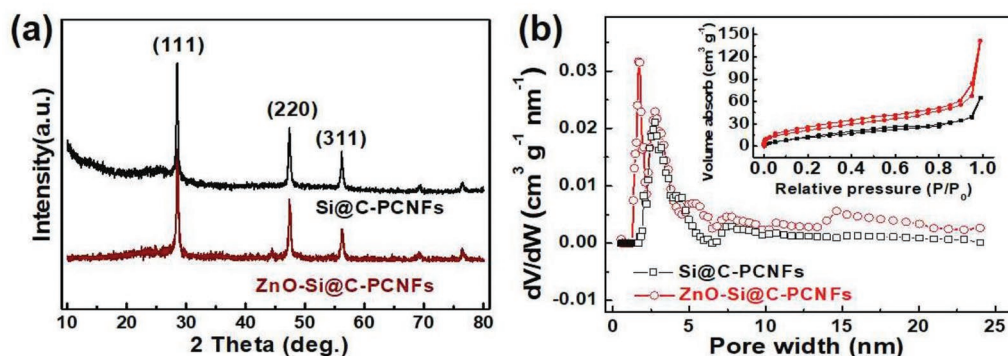 (a)
(111)
(220)
(311)
Si@C-PCNFs
ZnO-Si@C-PCNFs
Intensity(a.u.)
10 20 30 40 50 60 70 80
2 Theta (deg.)
(b)
0.03
0.02
0.01
0.00
-0.01
dV/dW (cm³ g⁻¹ nm⁻¹)
150
120
90
60
30
0
Volume absorb (cm³ g⁻¹)
0.0 0.2 0.4 0.6 0.8 1.0
Relative pressure (P/P₀)
Si@C-PCNFs
ZnO-Si@C-PCNFs
0 5 10 15 20 25
Pore width (nm)